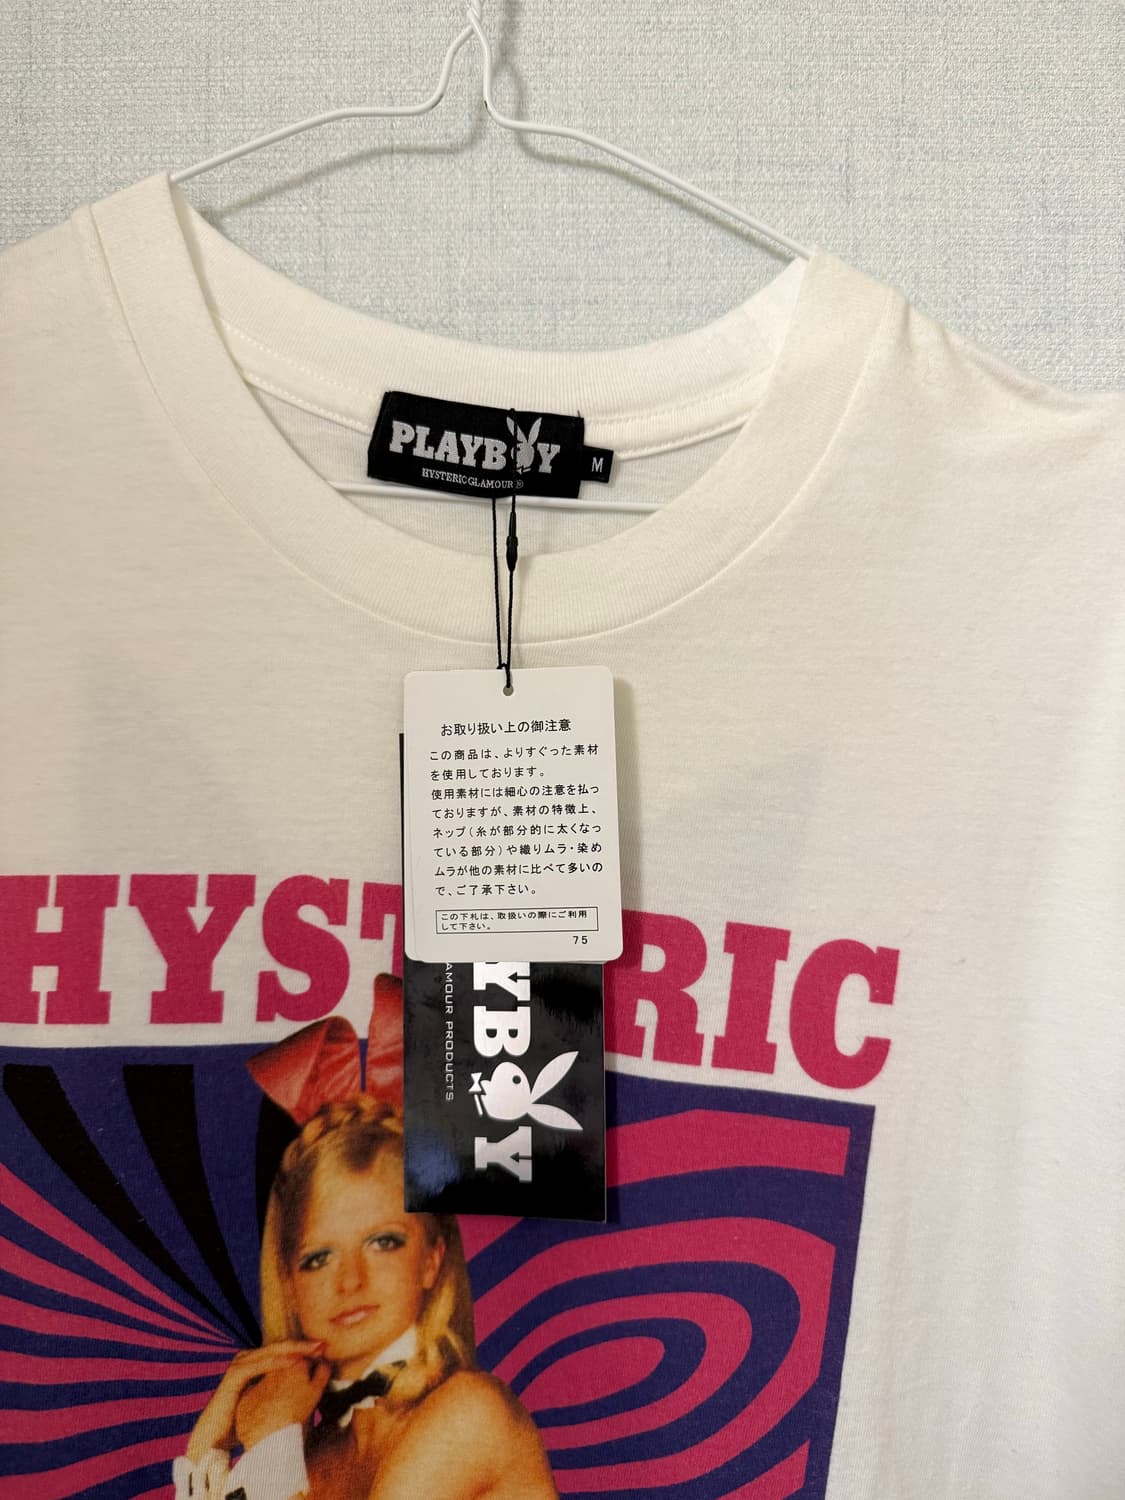 PLAYBOY
M
HYSTERIC GLAMOUR®
お取り扱い上の御注意
この商品は、よりすぐった素材
を使用しております。
使用素材には細心の注意を払っ
ておりますが、素材の特徴上、
ネップ(糸が部分的に太くなっ
ている部分)や織りムラ・染め
ムラが他の素材に比べて多いの
で、ご了承下さい。
この下札は、取扱いの際にご利用
して下さい。
75
HYST RIC
AYBOY
AMOUR PRODUCTS